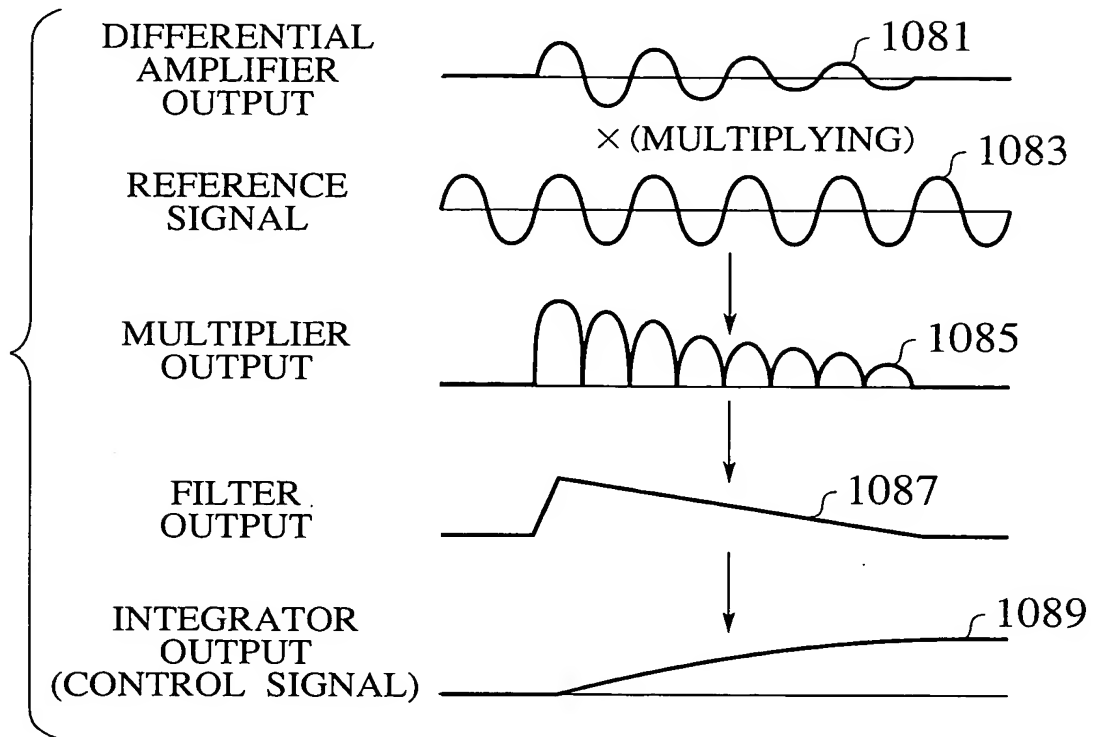 DIFFERENTIAL
AMPLIFIER
OUTPUT
1081
× (MULTIPLYING)
REFERENCE
SIGNAL
1083
MULTIPLIER
OUTPUT
1085
FILTER
OUTPUT
1087
INTEGRATOR
OUTPUT
(CONTROL SIGNAL)
1089